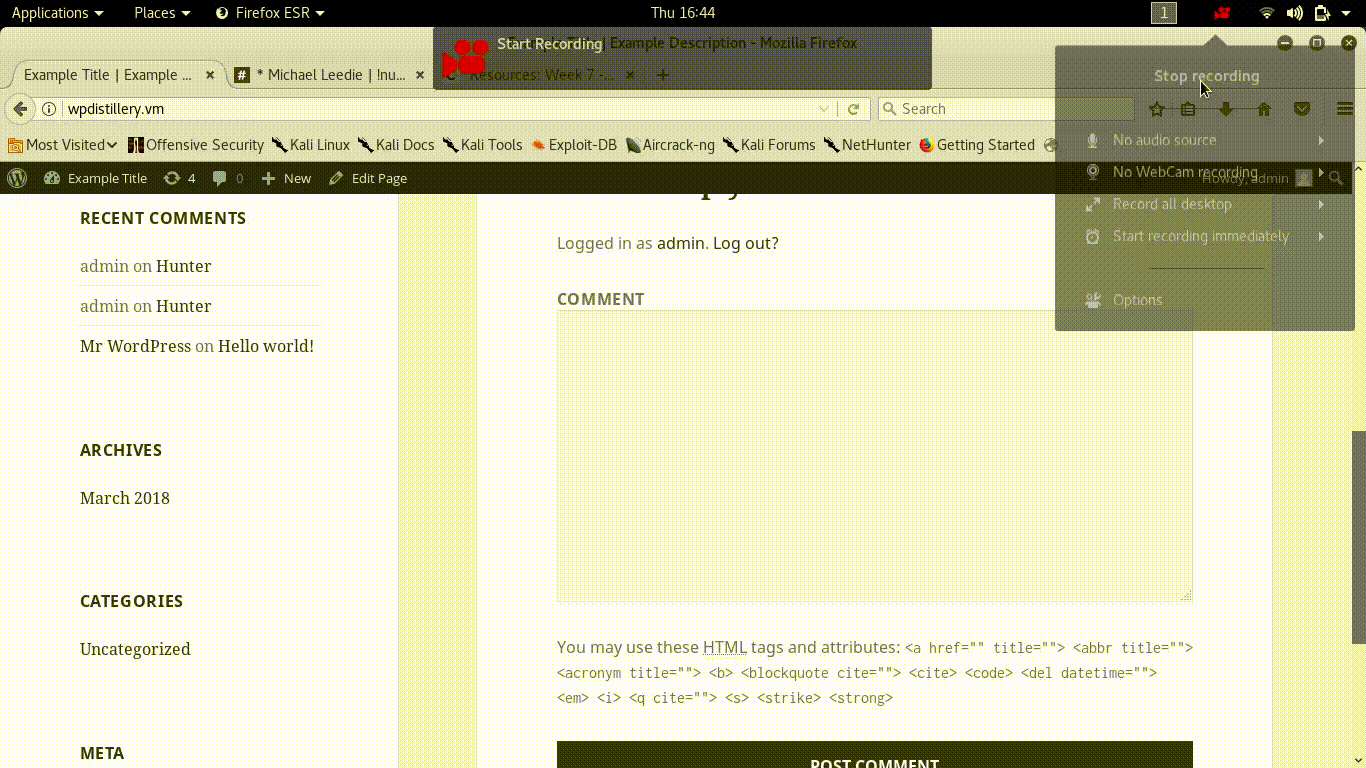 Applications Places Firefox ESR Thu 16:44 1
Start Recording Example Title | Example Description - Mozilla Firefox
Example Title | Example ... # * Michael Leedie | !nu... Resources: Week 7 -...
Stop recording
wpdistillery.vm Search
No audio source
Most Visited Offensive Security Kali Linux Kali Docs Kali Tools Exploit-DB Aircrack-ng Kali Forums NetHunter Getting Started
No WebCam recording
Example Title 4 0 New Edit Page Howdy, admin
Record all desktop
Start recording immediately
Options
RECENT COMMENTS
admin on Hunter
admin on Hunter
Mr WordPress on Hello world!
ARCHIVES
March 2018
CATEGORIES
Uncategorized
META
Logged in as admin. Log out?
COMMENT
You may use these HTML tags and attributes: <a href="" title=""> <abbr title="">
<acronym title=""> <b> <blockquote cite=""> <cite> <code> <del datetime="">
<em> <i> <q cite=""> <s> <strike> <strong>
POST COMMENT